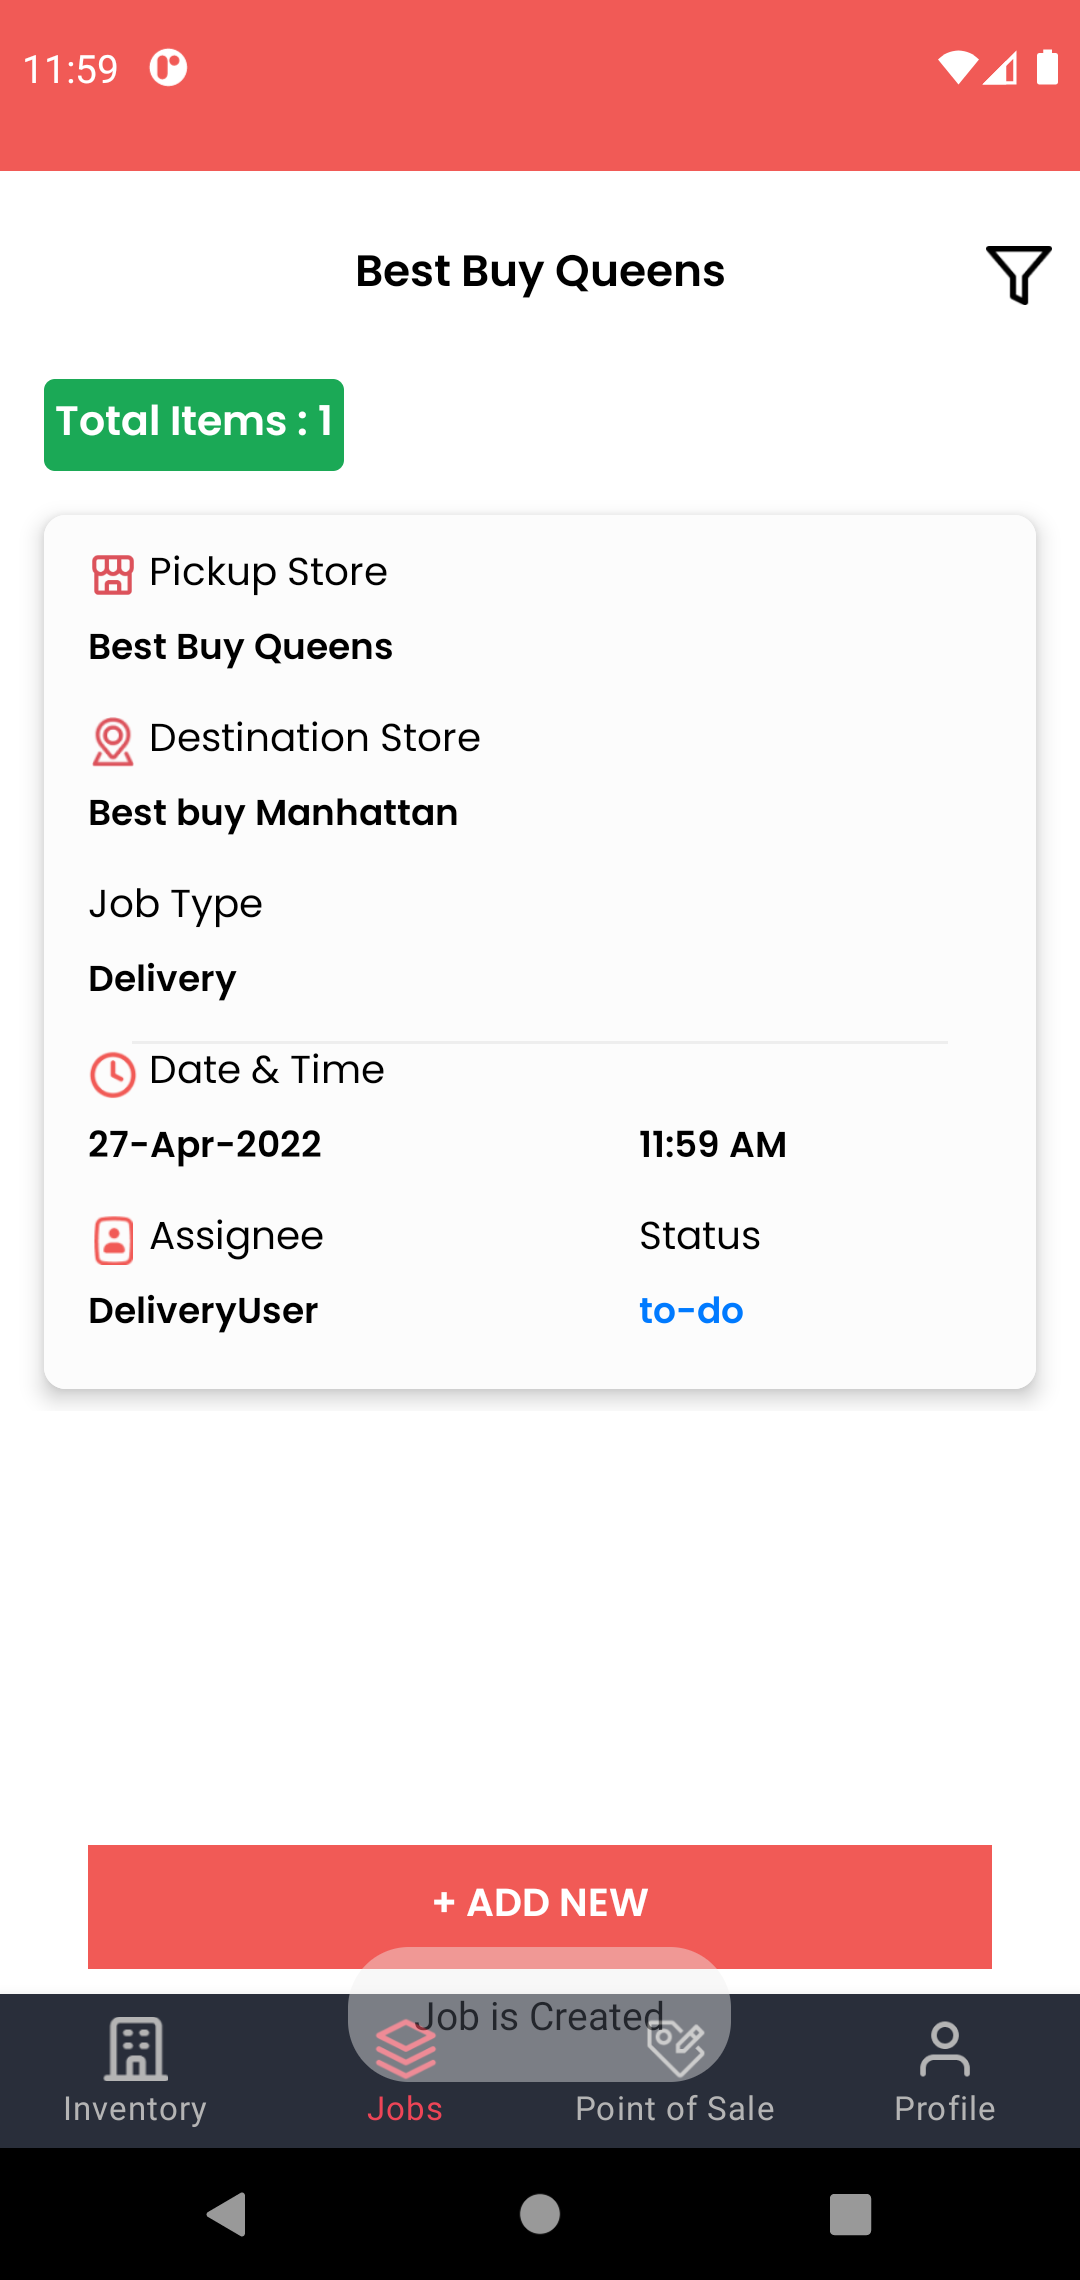 11:59
Best Buy Queens
Total Items : 1
Pickup Store
Best Buy Queens
Destination Store
Best buy Manhattan
Job Type
Delivery
Date & Time
27-Apr-2022 11:59 AM
Assignee Status
DeliveryUser to-do
+ ADD NEW
Job is Created
Inventory Jobs Point of Sale Profile